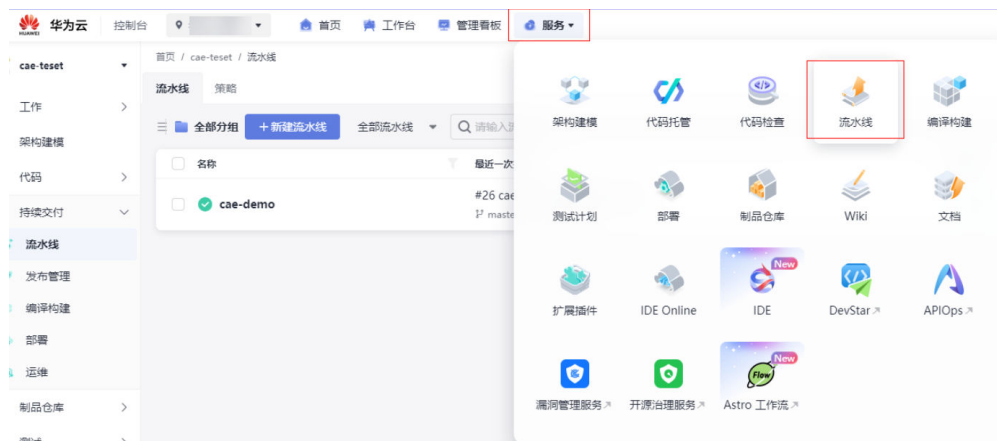 HUAWEI
华为云
控制台
首页
工作台
管理看板
服务
cae-teset
首页 / cae-teset / 流水线
流水线
策略
工作
架构建模
代码
持续交付
流水线
发布管理
编译构建
部署
运维
制品仓库
全部分组
+新建流水线
全部流水线
请输入
名称
最近一次
cae-demo
#26 cae
master
架构建模
代码托管
代码检查
流水线
编译构建
测试计划
部署
制品仓库
Wiki
文档
扩展插件
IDE Online
New
IDE
DevStar
APIOps
漏洞管理服务
开源治理服务
New
Flow
Astro 工作流